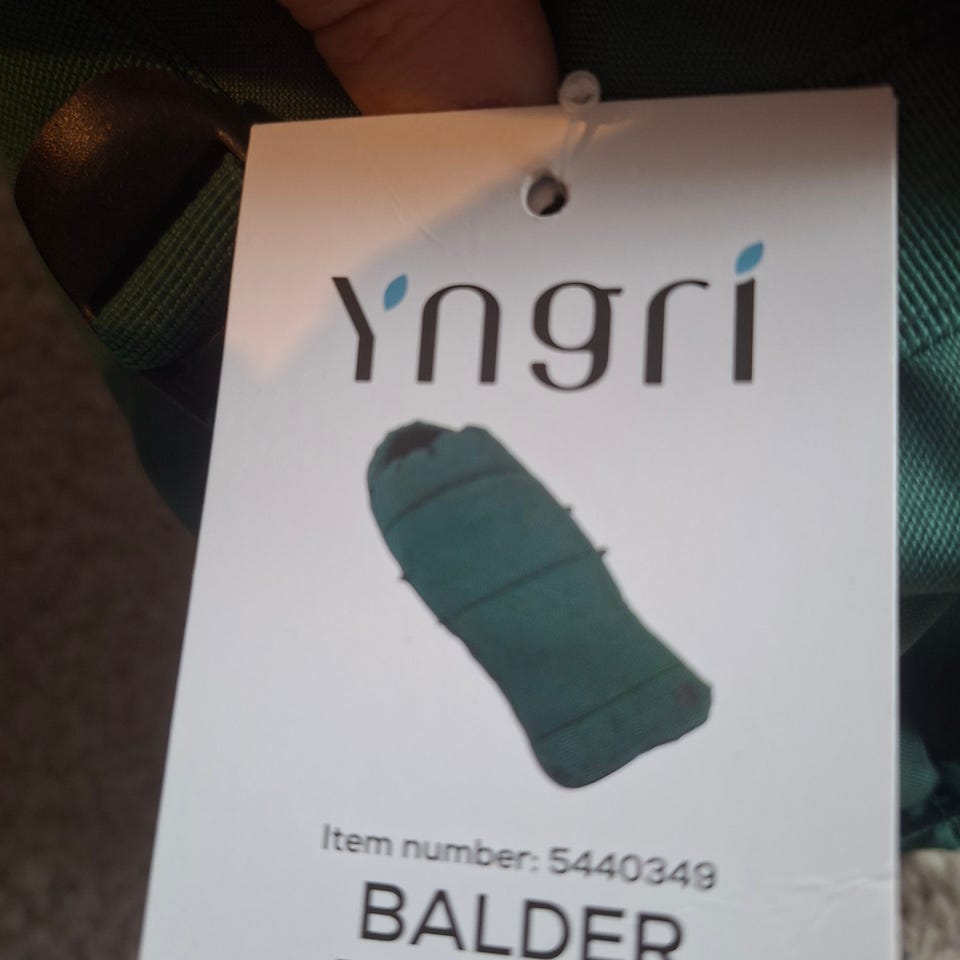 Yngri
Item number: 5440349
BALDER